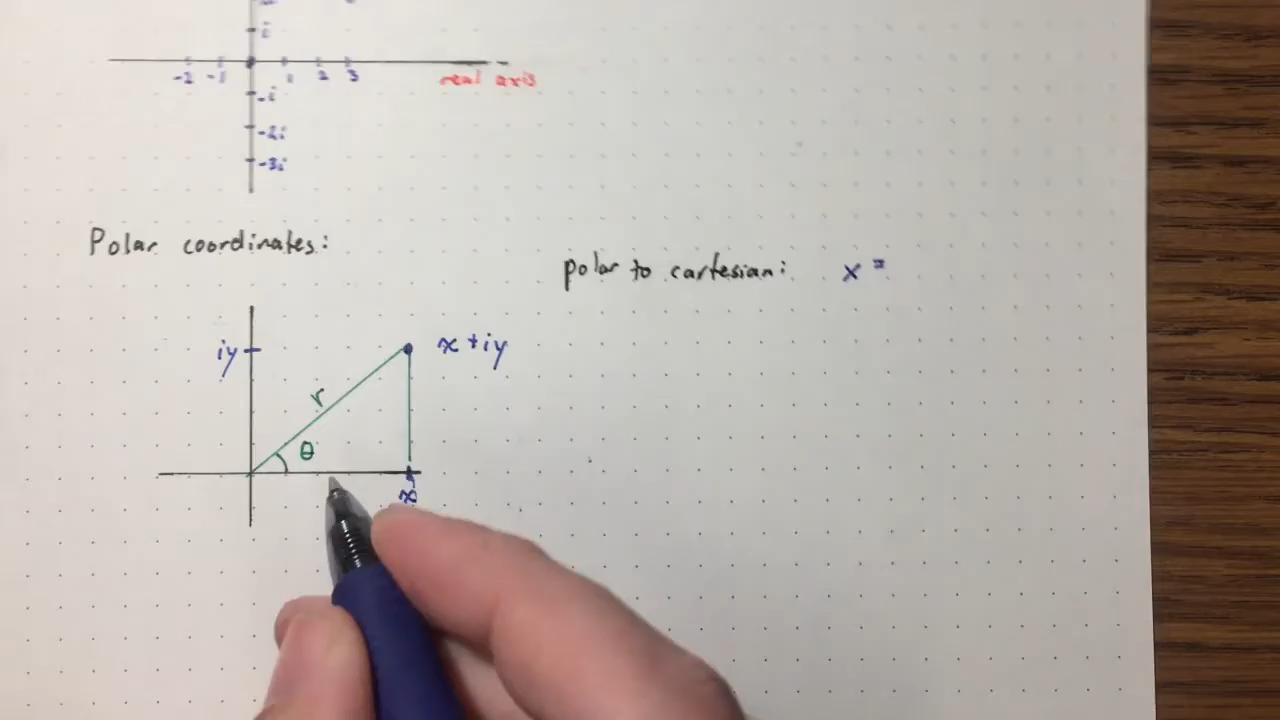 i
-2 -1 1 2 3
real axis
-i
-2i
-3i
Polar coordinates:
polar to cartesian: x =
iy
x + iy
r
θ
x